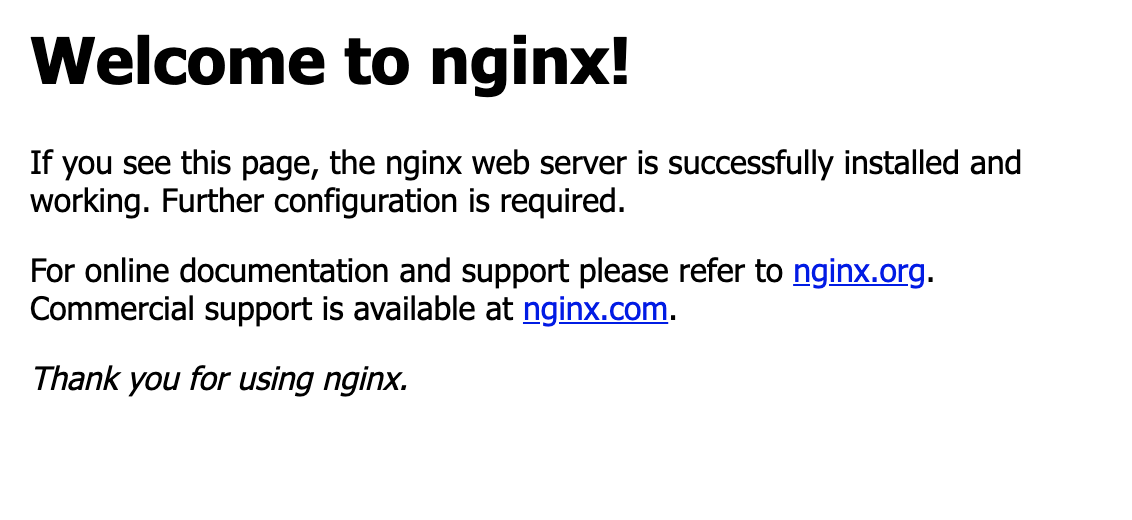 Welcome to nginx!
If you see this page, the nginx web server is successfully installed and
working. Further configuration is required.
For online documentation and support please refer to nginx.org.
Commercial support is available at nginx.com.
Thank you for using nginx.